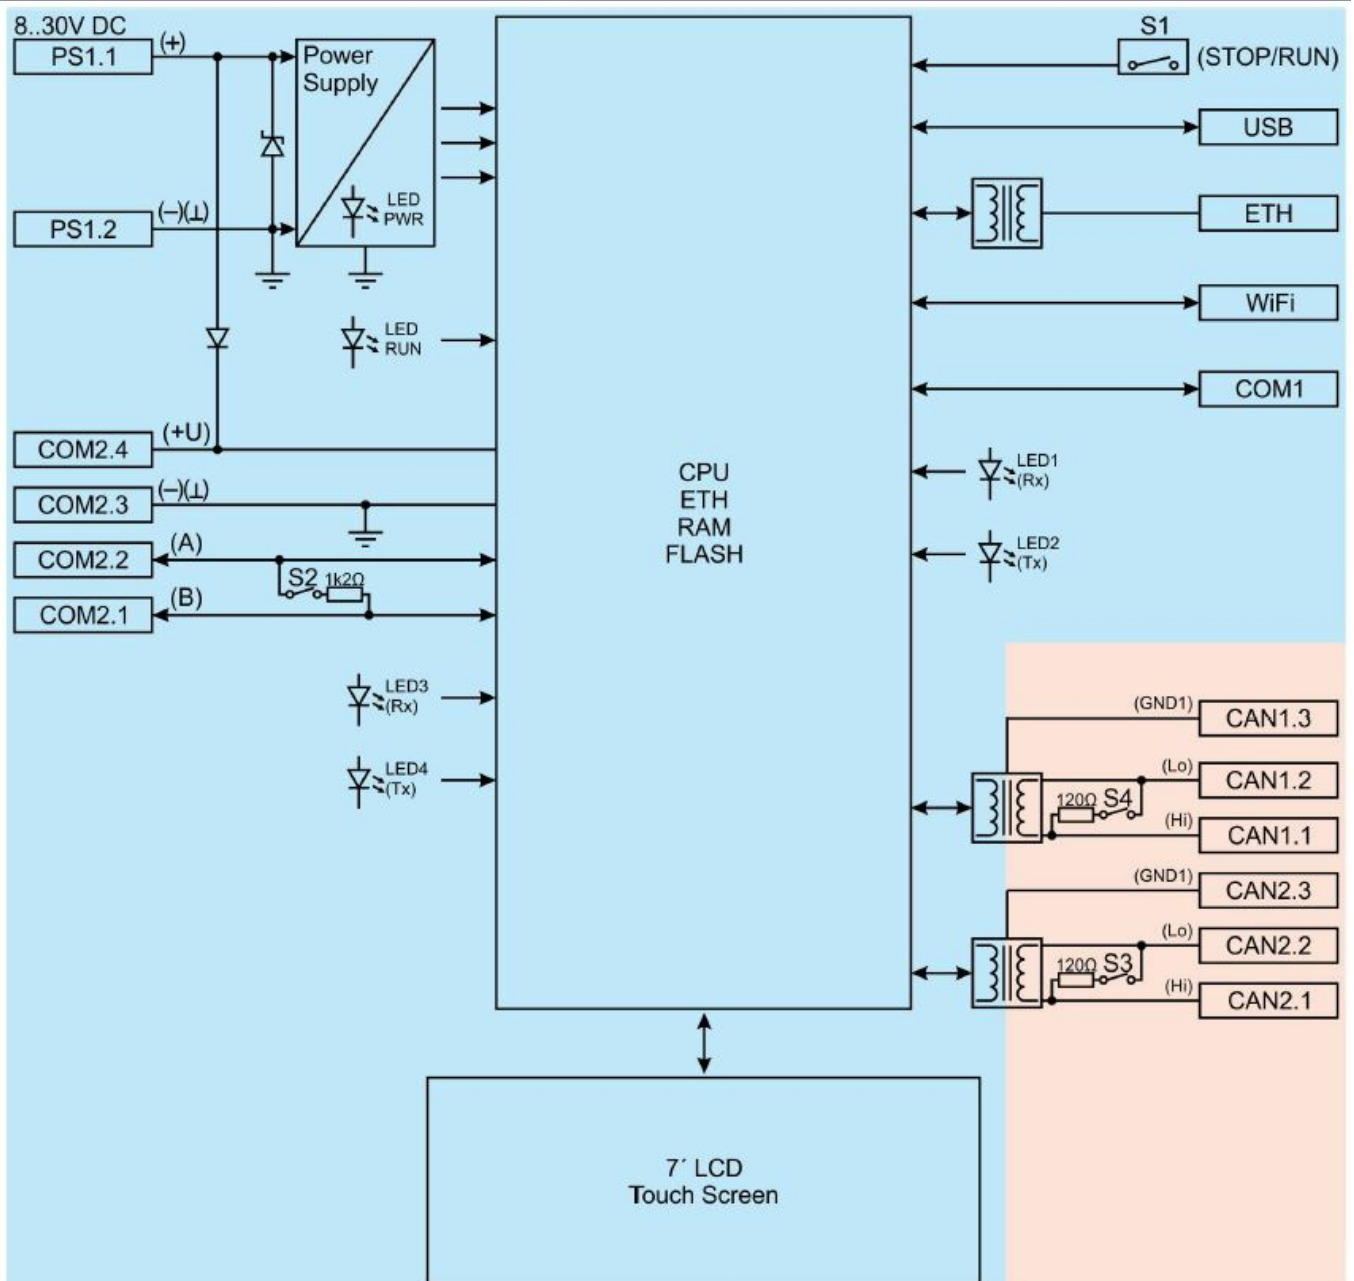 8..30V DC
PS1.1
(+)
Power
Supply
LED
PWR
PS1.2
(–)(⊥)
LED
RUN
COM2.4
(+U)
COM2.3
(–)(⊥)
COM2.2
(A)
S2 1k2Ω
COM2.1
(B)
LED3
(Rx)
LED4
(Tx)
CPU
ETH
RAM
FLASH
S1
(STOP/RUN)
USB
ETH
WiFi
COM1
LED1
(Rx)
LED2
(Tx)
(GND1)
CAN1.3
(Lo)
CAN1.2
120Ω S4
(Hi)
CAN1.1
(GND1)
CAN2.3
(Lo)
CAN2.2
120Ω S3
(Hi)
CAN2.1
7´ LCD
Touch Screen